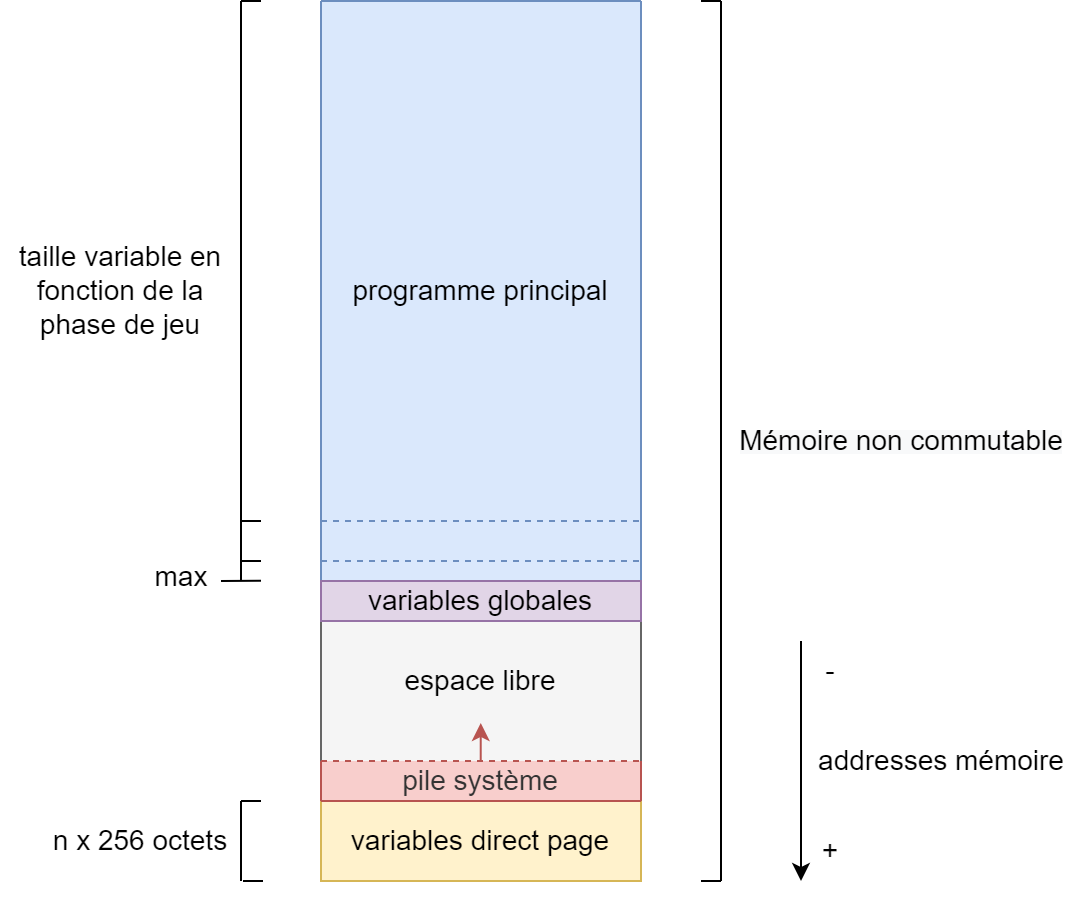 taille variable en
fonction de la
phase de jeu
programme principal
Mémoire non commutable
max
variables globales
espace libre
-
addresses mémoire
pile système
n x 256 octets
variables direct page
+